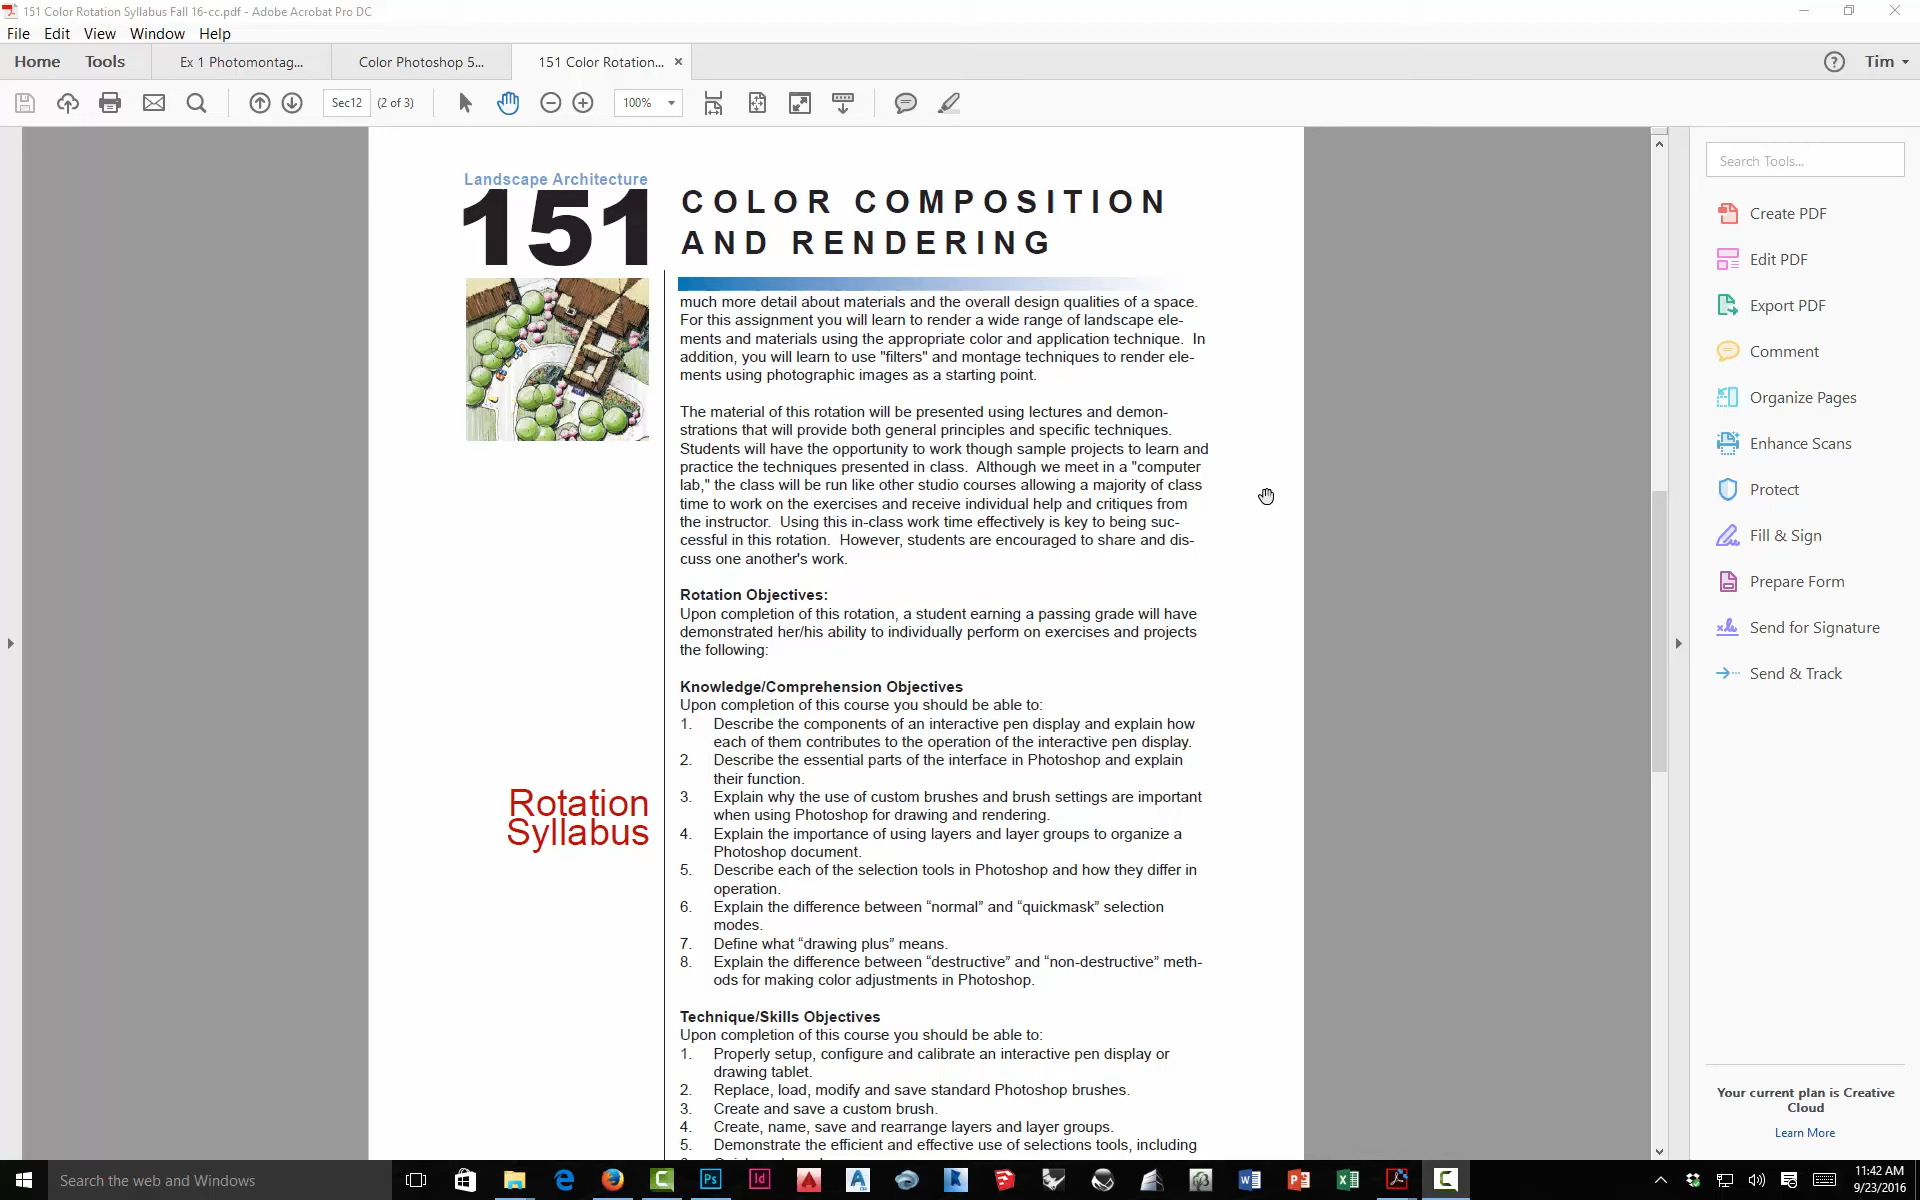 151 Color Rotation Syllabus Fall 16-cc.pdf - Adobe Acrobat Pro DC
File Edit View Window Help
Home Tools Ex 1 Photomontag... Color Photoshop 5... 151 Color Rotation... × Tim
Sec12 (2 of 3) 100%
Search Tools...
Create PDF
Edit PDF
Export PDF
Comment
Organize Pages
Enhance Scans
Protect
Fill & Sign
Prepare Form
Send for Signature
Send & Track
Your current plan is Creative
Cloud
Learn More
Landscape Architecture
151
COLOR COMPOSITION
AND RENDERING
much more detail about materials and the overall design qualities of a space.
For this assignment you will learn to render a wide range of landscape ele-
ments and materials using the appropriate color and application technique.  In
addition, you will learn to use "filters" and montage techniques to render ele-
ments using photographic images as a starting point.
The material of this rotation will be presented using lectures and demon-
strations that will provide both general principles and specific techniques.
Students will have the opportunity to work though sample projects to learn and
practice the techniques presented in class.  Although we meet in a "computer
lab," the class will be run like other studio courses allowing a majority of class
time to work on the exercises and receive individual help and critiques from
the instructor.  Using this in-class work time effectively is key to being suc-
cessful in this rotation.  However, students are encouraged to share and dis-
cuss one another's work.
Rotation Objectives:
Upon completion of this rotation, a student earning a passing grade will have
demonstrated her/his ability to individually perform on exercises and projects
the following:
Knowledge/Comprehension Objectives
Upon completion of this course you should be able to:
1. Describe the components of an interactive pen display and explain how
each of them contributes to the operation of the interactive pen display.
2. Describe the essential parts of the interface in Photoshop and explain
their function.
3. Explain why the use of custom brushes and brush settings are important
when using Photoshop for drawing and rendering.
4. Explain the importance of using layers and layer groups to organize a
Photoshop document.
5. Describe each of the selection tools in Photoshop and how they differ in
operation.
6. Explain the difference between “normal” and “quickmask” selection
modes.
7. Define what “drawing plus” means.
8. Explain the difference between “destructive” and “non-destructive” meth-
ods for making color adjustments in Photoshop.
Technique/Skills Objectives
Upon completion of this course you should be able to:
1. Properly setup, configure and calibrate an interactive pen display or
drawing tablet.
2. Replace, load, modify and save standard Photoshop brushes.
3. Create and save a custom brush.
4. Create, name, save and rearrange layers and layer groups.
5. Demonstrate the efficient and effective use of selections tools, including
Rotation
Syllabus
Search the web and Windows
11:42 AM
9/23/2016